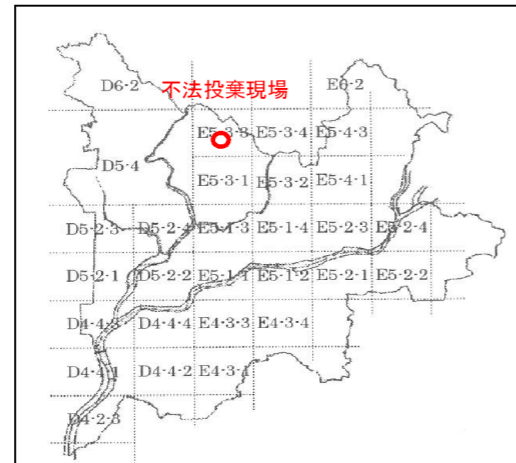 D6-2
E6-2
不法投棄現場
E5-3-3 E5-3-4 E5-4-3
D5-4
E5-3-1 E5-3-2 E5-4-1
D5-2-3 D5-2-4 E5-1-3 E5-1-4 E5-2-3 E5-2-4
D5-2-1 D5-2-2 E5-1-1 E5-1-2 E5-2-1 E5-2-2
D4-4-3 D4-4-4 E4-3-3 E4-3-4
D4-4-1 D4-4-2 E4-3-1
D4-2-3